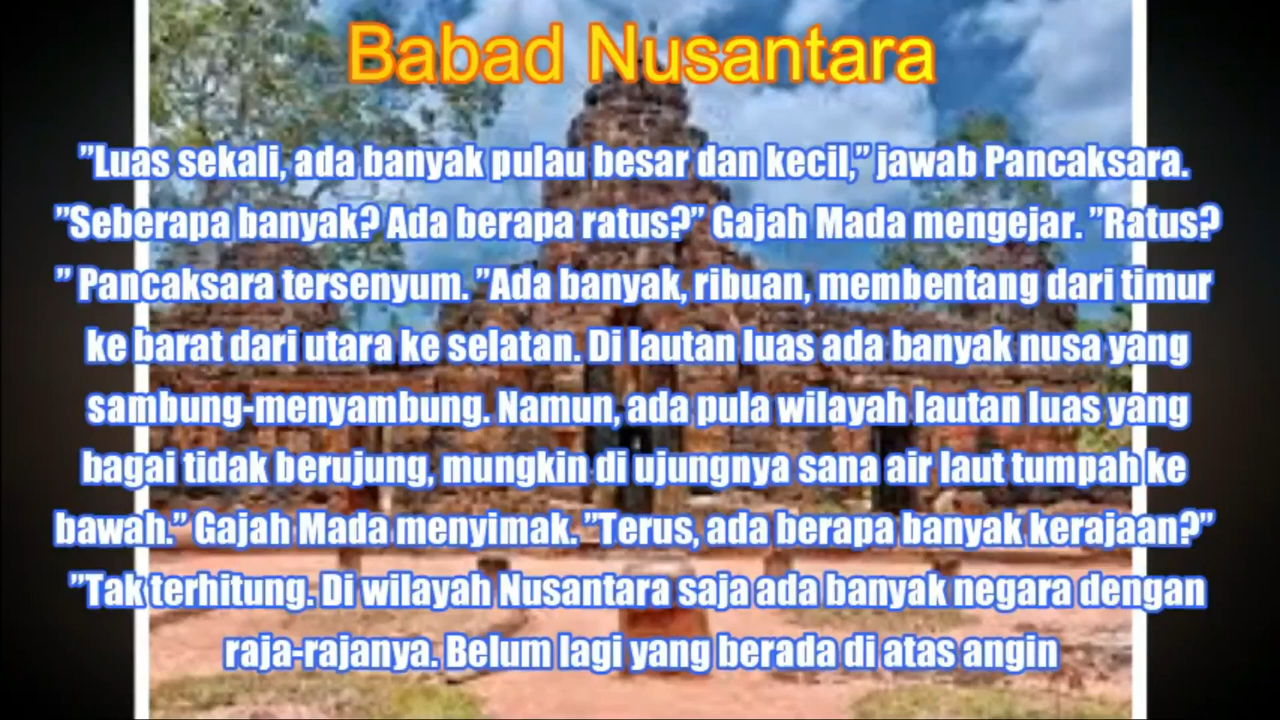 Babad Nusantara
”Luas sekali, ada banyak pulau besar dan kecil,” jawab Pancaksara.
”Seberapa banyak? Ada berapa ratus?” Gajah Mada mengejar. ”Ratus?
” Pancaksara tersenyum. ”Ada banyak, ribuan, membentang dari timur
ke barat dari utara ke selatan. Di lautan luas ada banyak nusa yang
sambung-menyambung. Namun, ada pula wilayah lautan luas yang
bagai tidak berujung, mungkin di ujungnya sana air laut tumpah ke
bawah.” Gajah Mada menyimak. ”Terus, ada berapa banyak kerajaan?”
”Tak terhitung. Di wilayah Nusantara saja ada banyak negara dengan
raja-rajanya. Belum lagi yang berada di atas angin